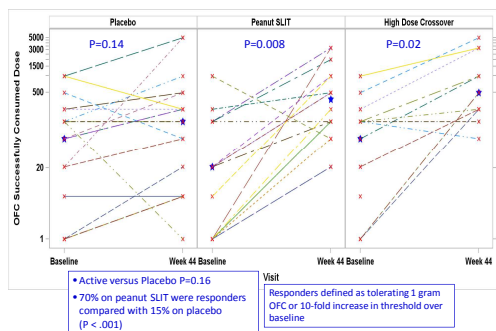 Placebo
Peanut SLIT
High Dose Crossover
P=0.14
P=0.008
P=0.02
OFC Successfully Consumed Dose
5000
3000
1500
500
100
20
1
Baseline
Week 44
Baseline
Week 44
Baseline
Week 44
Visit
• Active versus Placebo P=0.16
• 70% on peanut SLIT were responders
compared with 15% on placebo
(P < .001)
Responders defined as tolerating 1 gram
OFC or 10-fold increase in threshold over
baseline